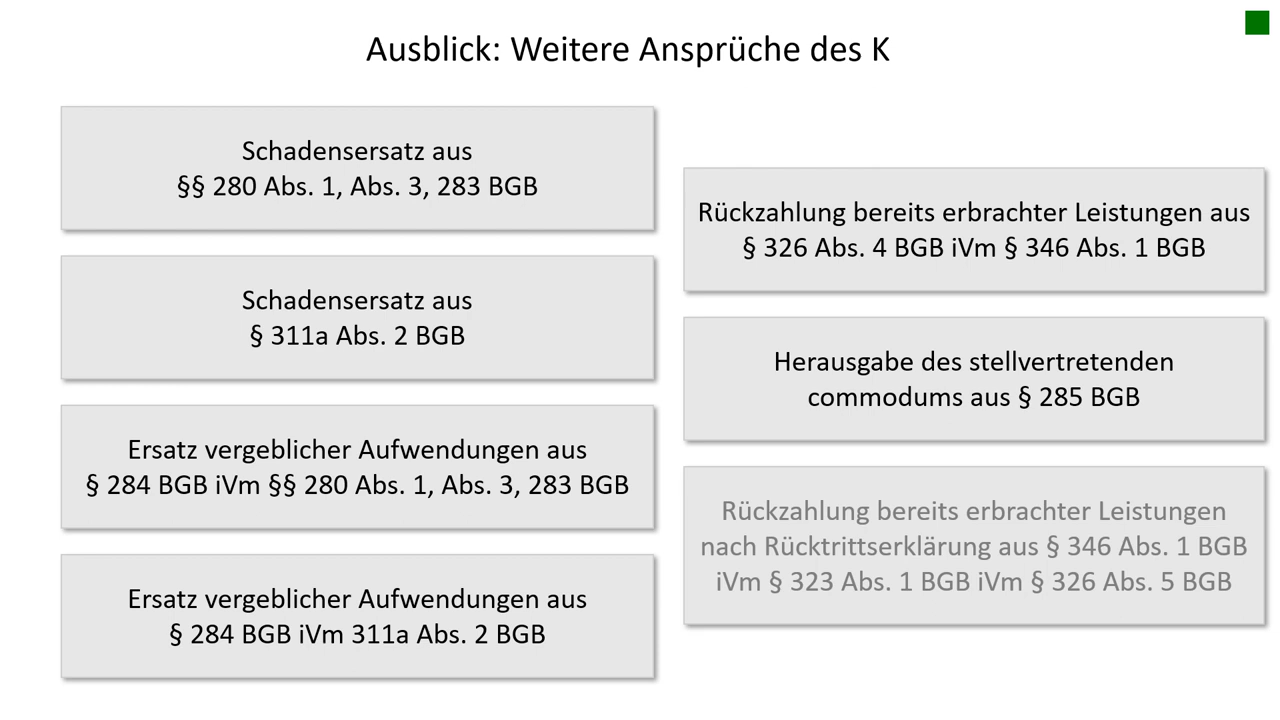 Ausblick: Weitere Ansprüche des K
Schadensersatz aus
§§ 280 Abs. 1, Abs. 3, 283 BGB
Schadensersatz aus
§ 311a Abs. 2 BGB
Ersatz vergeblicher Aufwendungen aus
§ 284 BGB iVm §§ 280 Abs. 1, Abs. 3, 283 BGB
Ersatz vergeblicher Aufwendungen aus
§ 284 BGB iVm 311a Abs. 2 BGB
Rückzahlung bereits erbrachter Leistungen aus
§ 326 Abs. 4 BGB iVm § 346 Abs. 1 BGB
Herausgabe des stellvertretenden
commodums aus § 285 BGB
Rückzahlung bereits erbrachter Leistungen
nach Rücktrittserklärung aus § 346 Abs. 1 BGB
iVm § 323 Abs. 1 BGB iVm § 326 Abs. 5 BGB